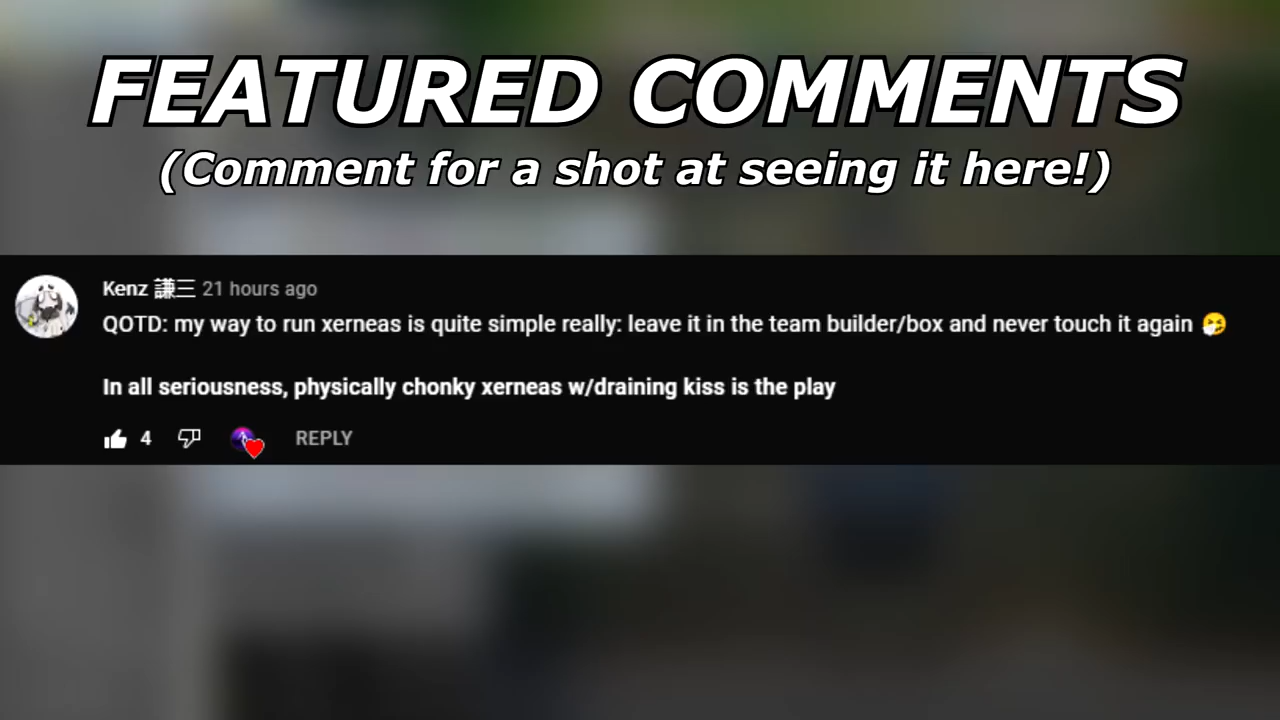 FEATURED COMMENTS
(Comment for a shot at seeing it here!)
Kenz 謙三 21 hours ago
QOTD: my way to run xerneas is quite simple really: leave it in the team builder/box and never touch it again 🤧
In all seriousness, physically chonky xerneas w/draining kiss is the play
4
REPLY